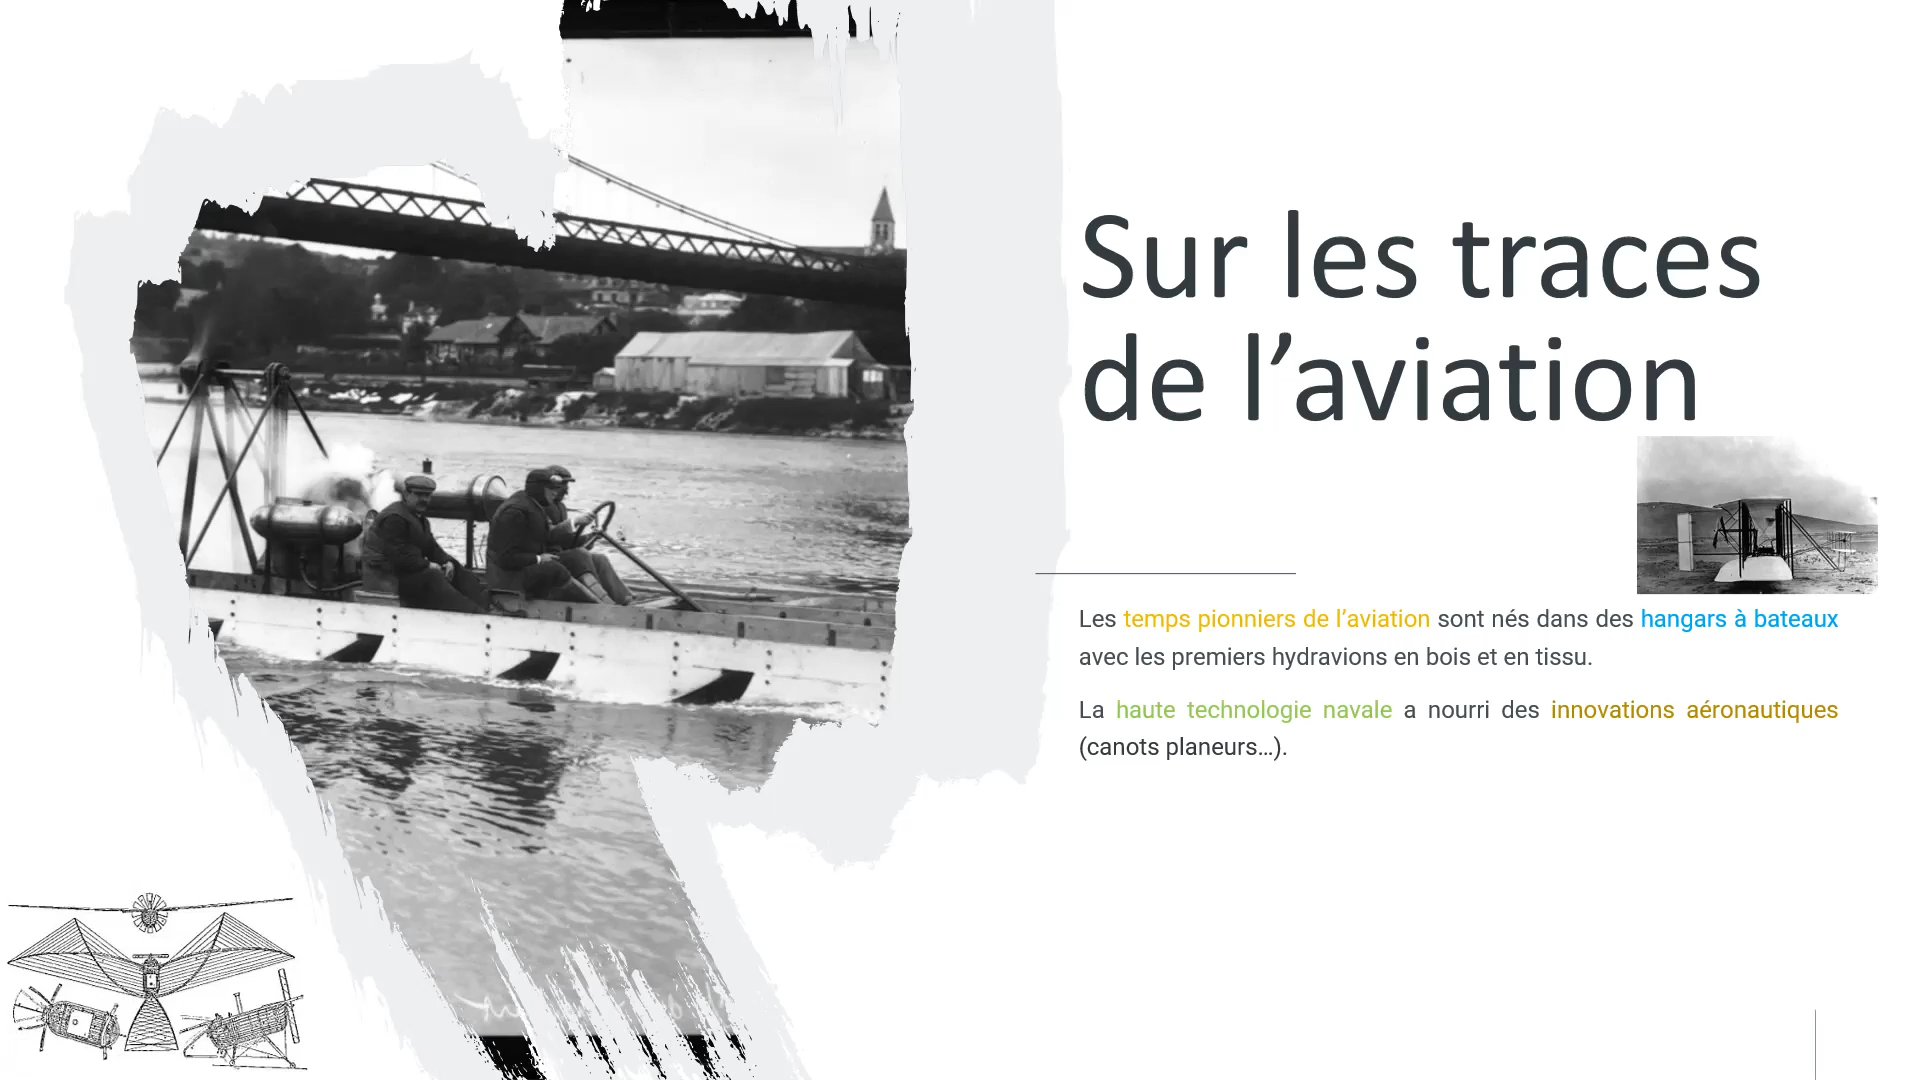 Sur les traces
de l’aviation
Les temps pionniers de l’aviation sont nés dans des hangars à bateaux
avec les premiers hydravions en bois et en tissu.
La haute technologie navale a nourri des innovations aéronautiques
(canots planeurs…).